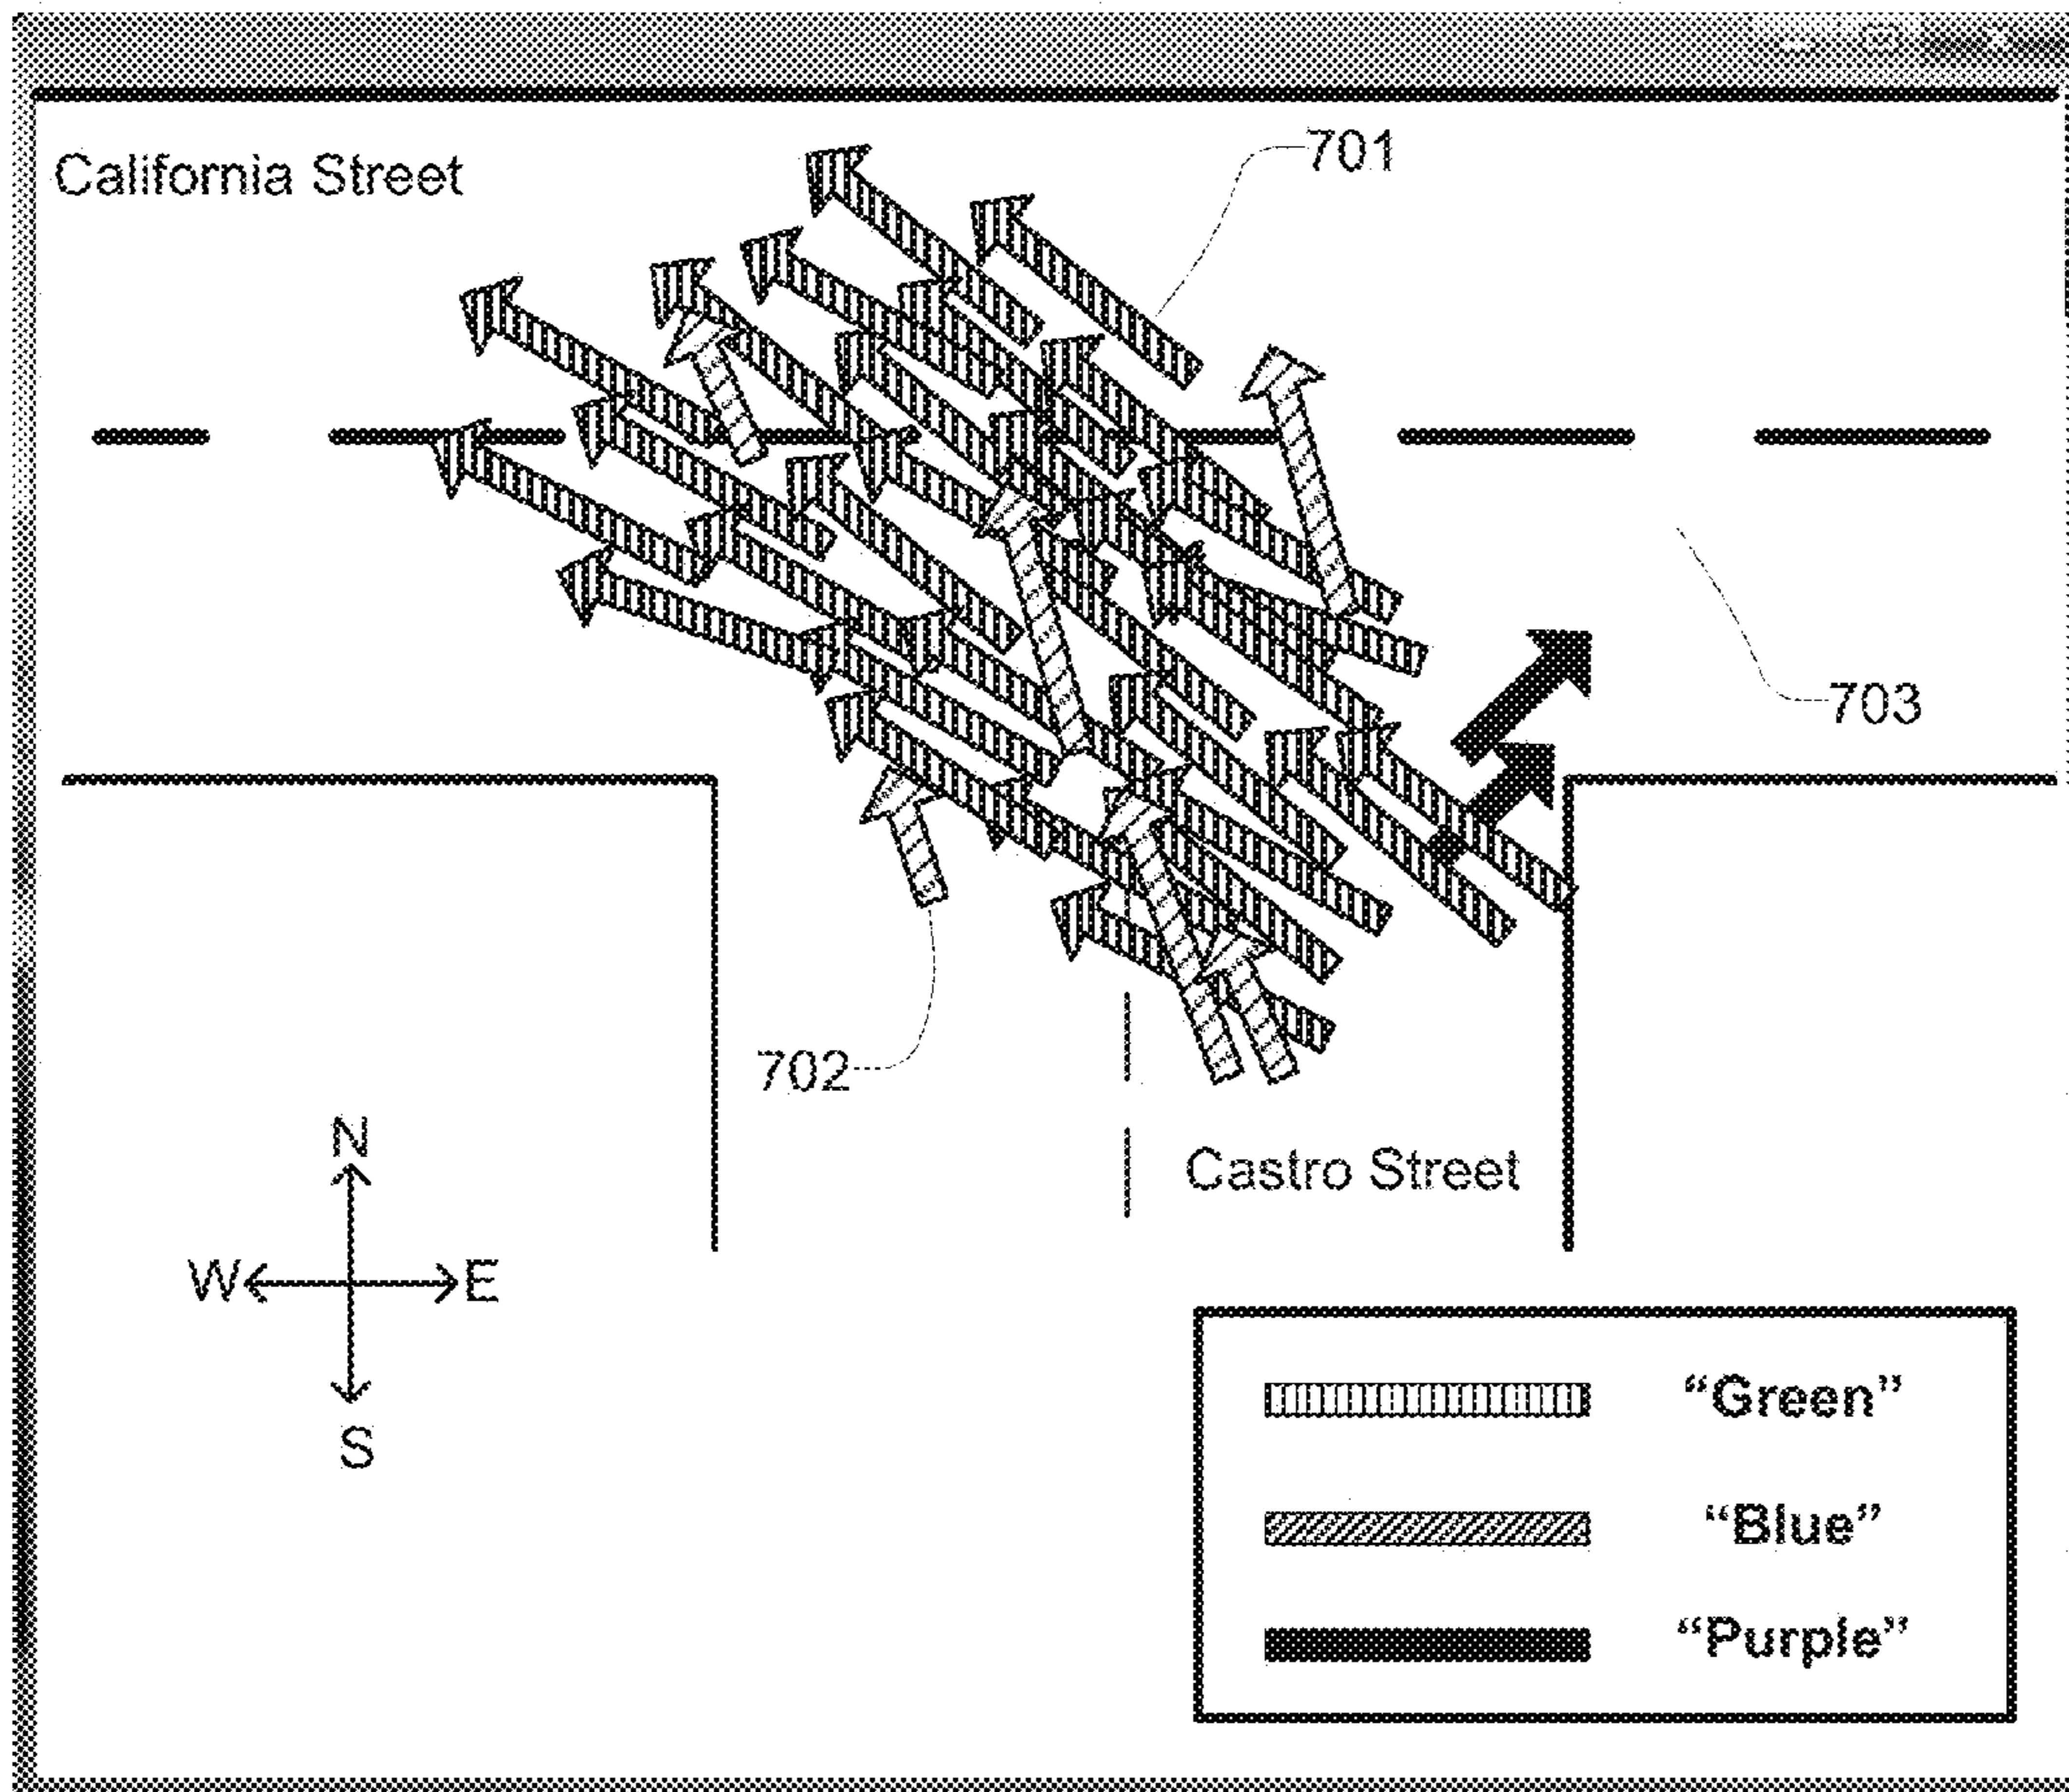 California Street
701
703
702
Castro Street
N
W
E
S
“Green”
“Blue”
“Purple”